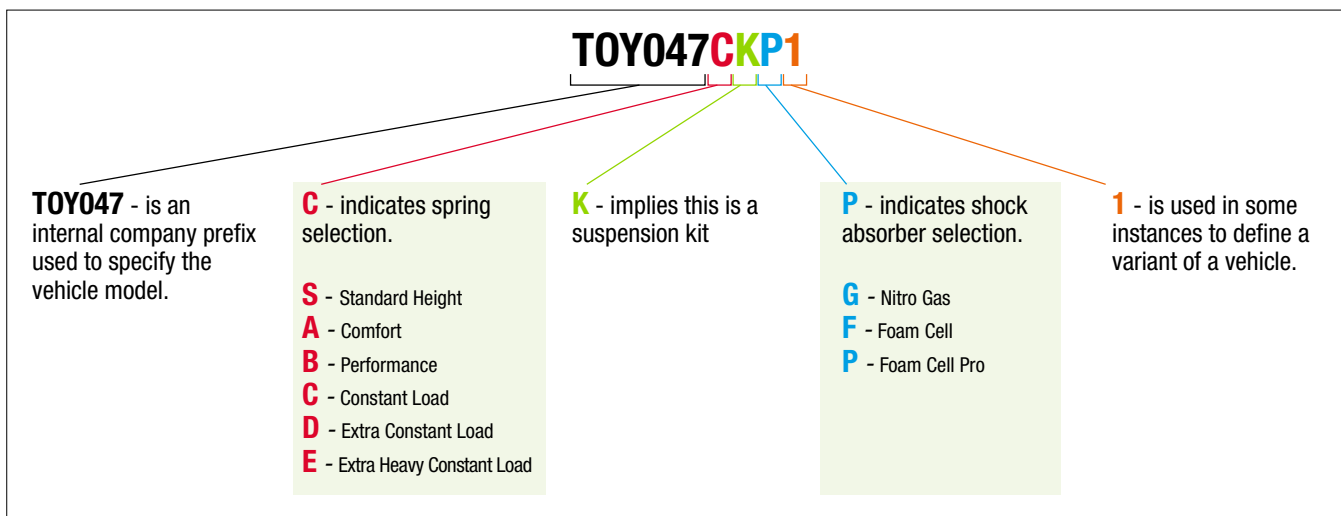 TOY047CKP1
TOY047 - is an
internal company prefix
used to specify the
vehicle model.
C - indicates spring
selection.
S - Standard Height
A - Comfort
B - Performance
C - Constant Load
D - Extra Constant Load
E - Extra Heavy Constant Load
K - implies this is a
suspension kit
P - indicates shock
absorber selection.
G - Nitro Gas
F - Foam Cell
P - Foam Cell Pro
1 - is used in some
instances to define a
variant of a vehicle.